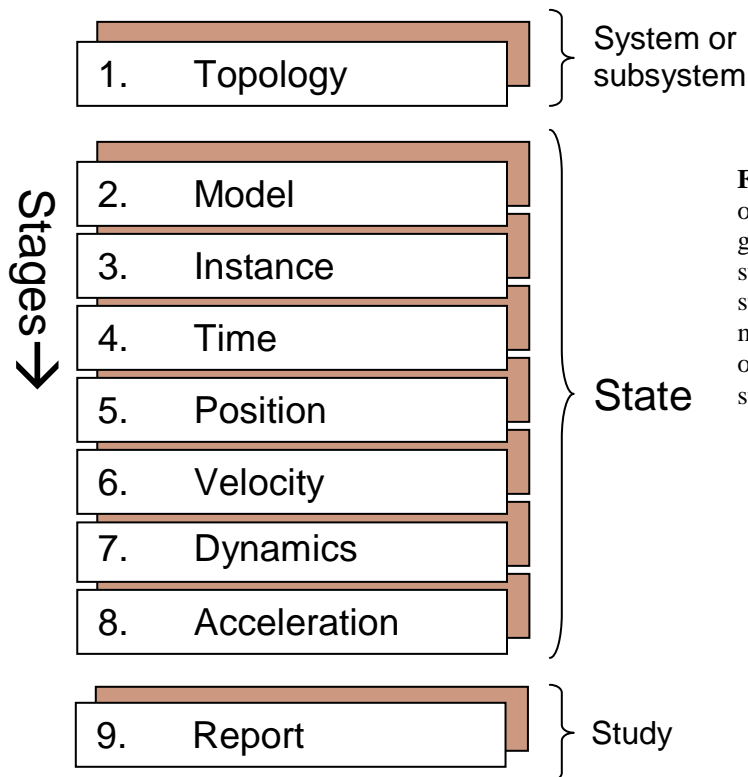 1. Topology
System or
subsystem
Stages→
2. Model
3. Instance
4. Time
5. Position
6. Velocity
7. Dynamics
8. Acceleration
State
9. Report
Study